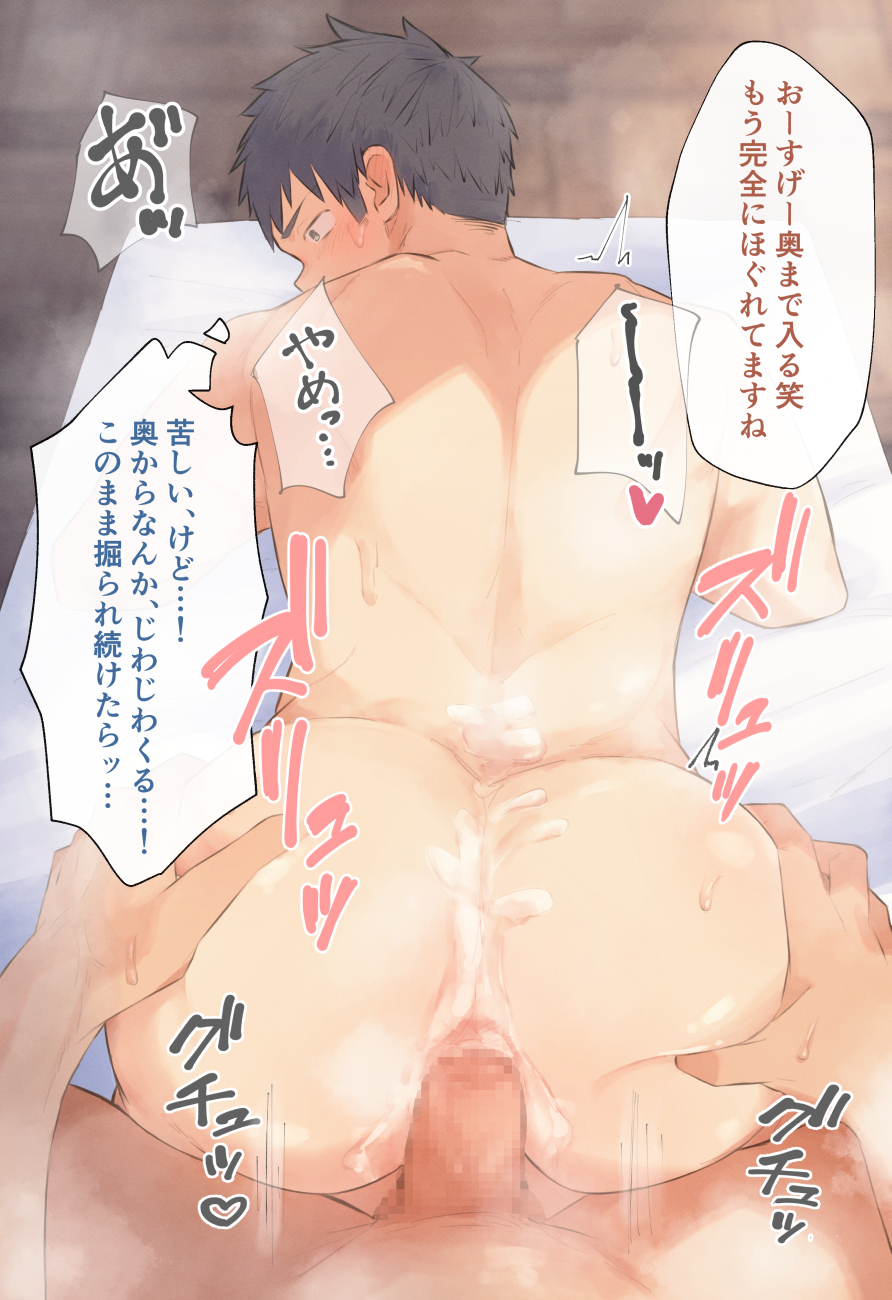 おーすげー奥まで入る笑
もう完全にほぐれてますね
あ゛ッ
ーーッ♥
やめっ…
苦しい、けど…!
奥からなんか、じわじわくる…!
このまま掘られ続けたらッ…
ズ
ュ
ッ
ズ
ュ
ッ
グチュッ♡
グチュッ